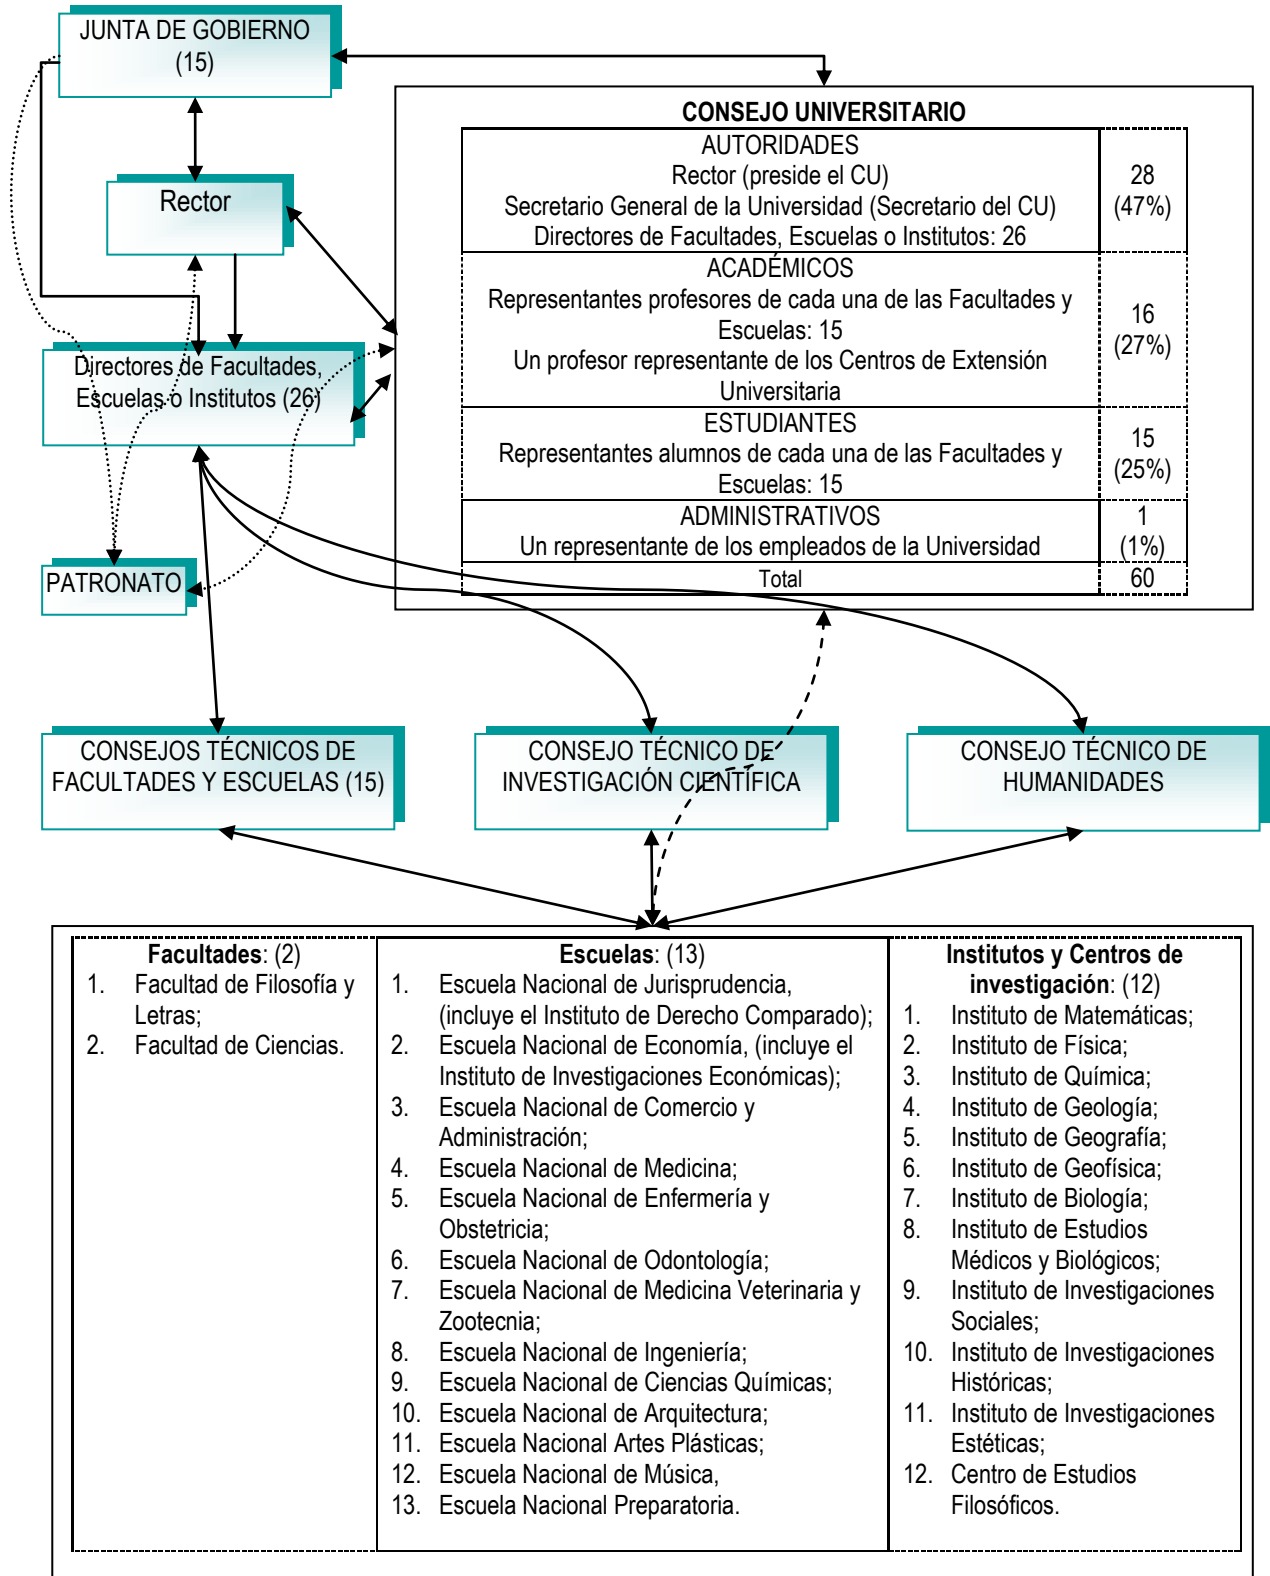 JUNTA DE GOBIERNO
(15)
CONSEJO UNIVERSITARIO
AUTORIDADES
Rector (preside el CU)
Secretario General de la Universidad (Secretario del CU)
Directores de Facultades, Escuelas o Institutos: 26
28
(47%)
ACADÉMICOS
Representantes profesores de cada una de las Facultades y
Escuelas: 15
Un profesor representante de los Centros de Extensión
Universitaria
16
(27%)
ESTUDIANTES
Representantes alumnos de cada una de las Facultades y
Escuelas: 15
15
(25%)
ADMINISTRATIVOS
Un representante de los empleados de la Universidad
1
(1%)
Total
60
Rector
Directores de Facultades,
Escuelas o Institutos (26)
PATRONATO
CONSEJOS TÉCNICOS DE
FACULTADES Y ESCUELAS (15)
CONSEJO TÉCNICO DE
INVESTIGACIÓN CIENTÍFICA
CONSEJO TÉCNICO DE
HUMANIDADES
Facultades: (2)
1. Facultad de Filosofía y
Letras;
2. Facultad de Ciencias.
Escuelas: (13)
1. Escuela Nacional de Jurisprudencia,
(incluye el Instituto de Derecho Comparado);
2. Escuela Nacional de Economía, (incluye el
Instituto de Investigaciones Económicas);
3. Escuela Nacional de Comercio y
Administración;
4. Escuela Nacional de Medicina;
5. Escuela Nacional de Enfermería y
Obstetricia;
6. Escuela Nacional de Odontología;
7. Escuela Nacional de Medicina Veterinaria y
Zootecnia;
8. Escuela Nacional de Ingeniería;
9. Escuela Nacional de Ciencias Químicas;
10. Escuela Nacional de Arquitectura;
11. Escuela Nacional Artes Plásticas;
12. Escuela Nacional de Música,
13. Escuela Nacional Preparatoria.
Institutos y Centros de
investigación: (12)
1. Instituto de Matemáticas;
2. Instituto de Física;
3. Instituto de Química;
4. Instituto de Geología;
5. Instituto de Geografía;
6. Instituto de Geofísica;
7. Instituto de Biología;
8. Instituto de Estudios
Médicos y Biológicos;
9. Instituto de Investigaciones
Sociales;
10. Instituto de Investigaciones
Históricas;
11. Instituto de Investigaciones
Estéticas;
12. Centro de Estudios
Filosóficos.